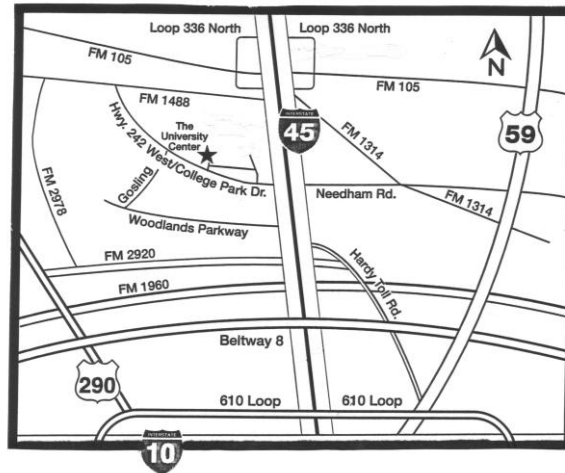 Loop 336 North
Loop 336 North
FM 105
FM 105
N
FM 1488
INTERSTATE
45
59
The
University
Center
Hwy. 242 West/College Park Dr.
FM 1314
FM 2978
Gosling
Needham Rd.
FM 1314
Woodlands Parkway
FM 2920
Hardy Toll Rd.
FM 1960
Beltway 8
290
610 Loop
610 Loop
INTERSTATE
10